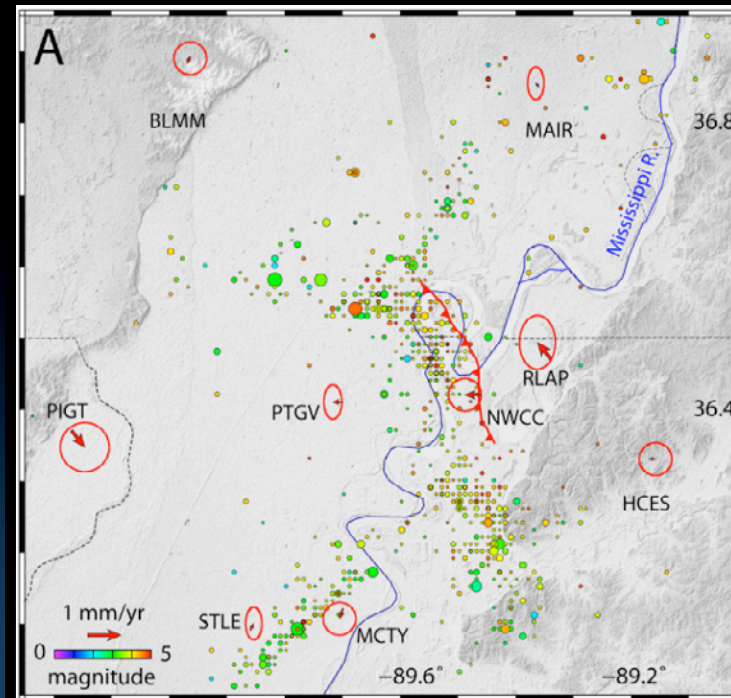 A
BLMM
MAIR
36.8
Mississippi R.
RLAP
PIGT
PTGV
NWCC
36.4
HCES
1 mm/yr
STLE
MCTY
0 5
magnitude
−89.6° −89.2°